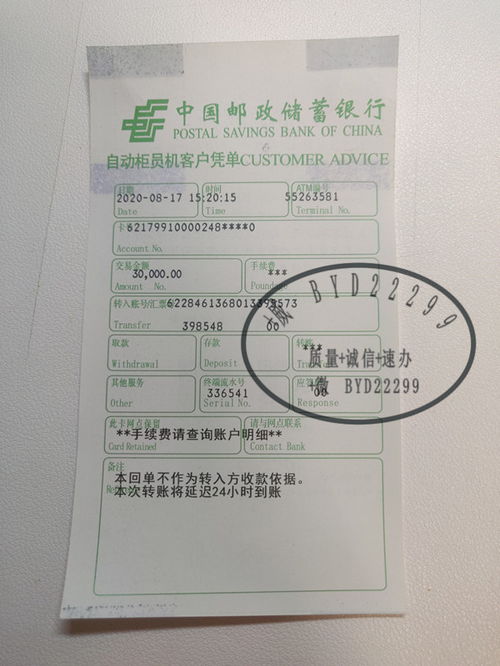 中国邮政储蓄银行
POSTAL SAVINGS BANK OF CHINA
自动柜员机客户凭单CUSTOMER ADVICE
日期 时间 ATM编号
2020-08-17 15:20:15 55263581
Date Time Terminal No.
卡 62179910000248****0
Account No.
交易金额 手续费
30,000.00 ***
Amount No. Poundage
转入账号/汇票
Transfer 398548 00
取款 存款 转账
***
Withdrawal Deposit
其他服务 终端流水号 应答
336541 00
Other Serial No. Response
此卡网点保留 请与网点联系
**手续费请查询账户明细**
Card Retained Contact Bank
备注
本回单不作为转入方收款依据。
本次转账将延迟24小时到账
+微 BYD22299
质量+诚信+速办
+微 BYD22299